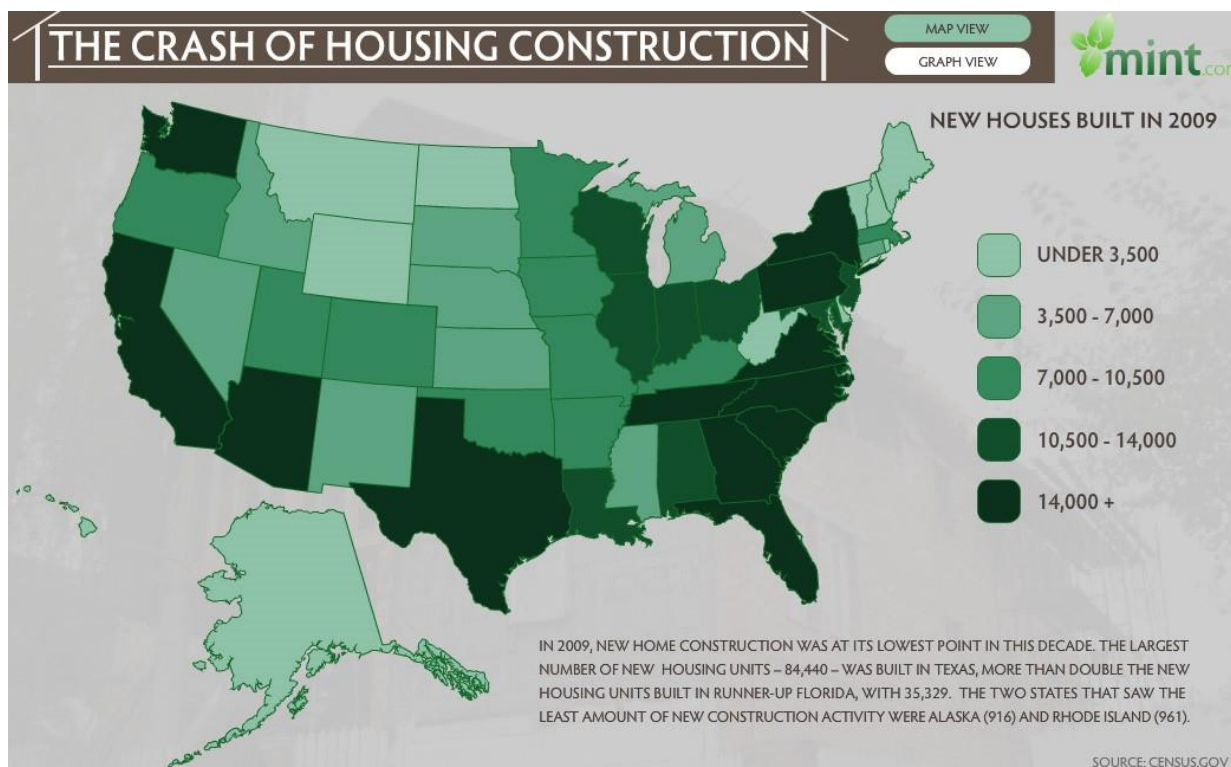 THE CRASH OF HOUSING CONSTRUCTION
MAP VIEW
GRAPH VIEW
mint.com
NEW HOUSES BUILT IN 2009
UNDER 3,500
3,500 - 7,000
7,000 - 10,500
10,500 - 14,000
14,000 +
IN 2009, NEW HOME CONSTRUCTION WAS AT ITS LOWEST POINT IN THIS DECADE. THE LARGEST
NUMBER OF NEW HOUSING UNITS – 84,440 – WAS BUILT IN TEXAS, MORE THAN DOUBLE THE NEW
HOUSING UNITS BUILT IN RUNNER-UP FLORIDA, WITH 35,329. THE TWO STATES THAT SAW THE
LEAST AMOUNT OF NEW CONSTRUCTION ACTIVITY WERE ALASKA (916) AND RHODE ISLAND (961).
SOURCE: CENSUS.GOV